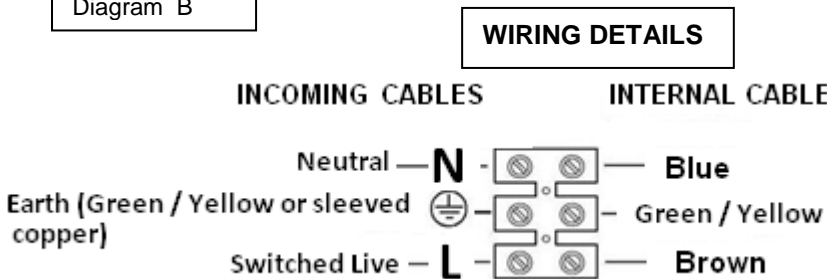 Diagram B
WIRING DETAILS
INCOMING CABLES INTERNAL CABLE
Neutral — N - — Blue
Earth (Green / Yellow or sleeved copper) - - Green / Yellow
Switched Live – L - — Brown